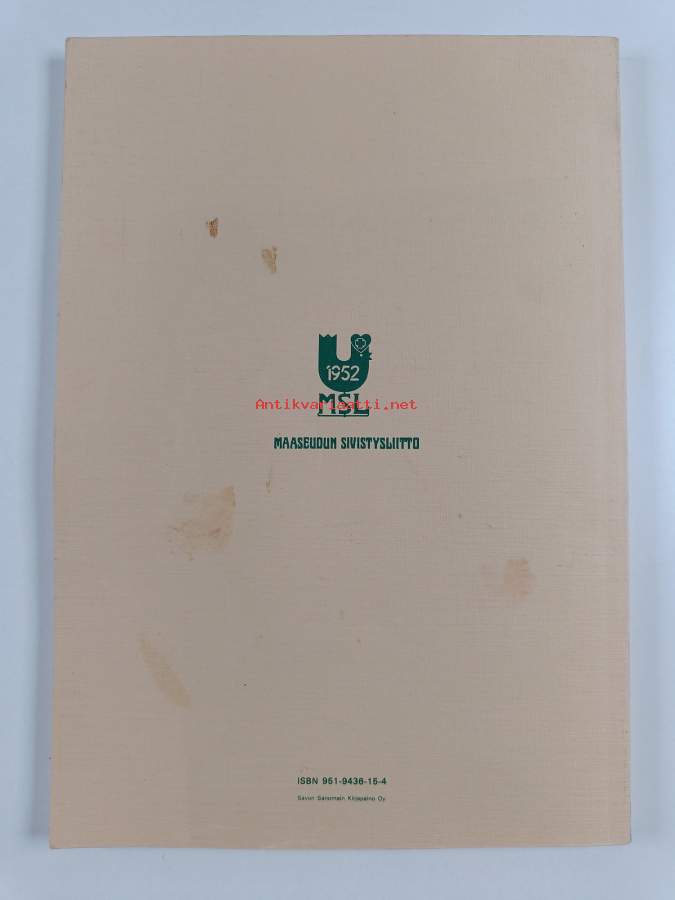 1952
MSL
Antikvariaatti.net
MAASEUDUN SIVISTYSLIITTO
ISBN 951-9436-15-4
Savon Sanomain Kirjapaino Oy